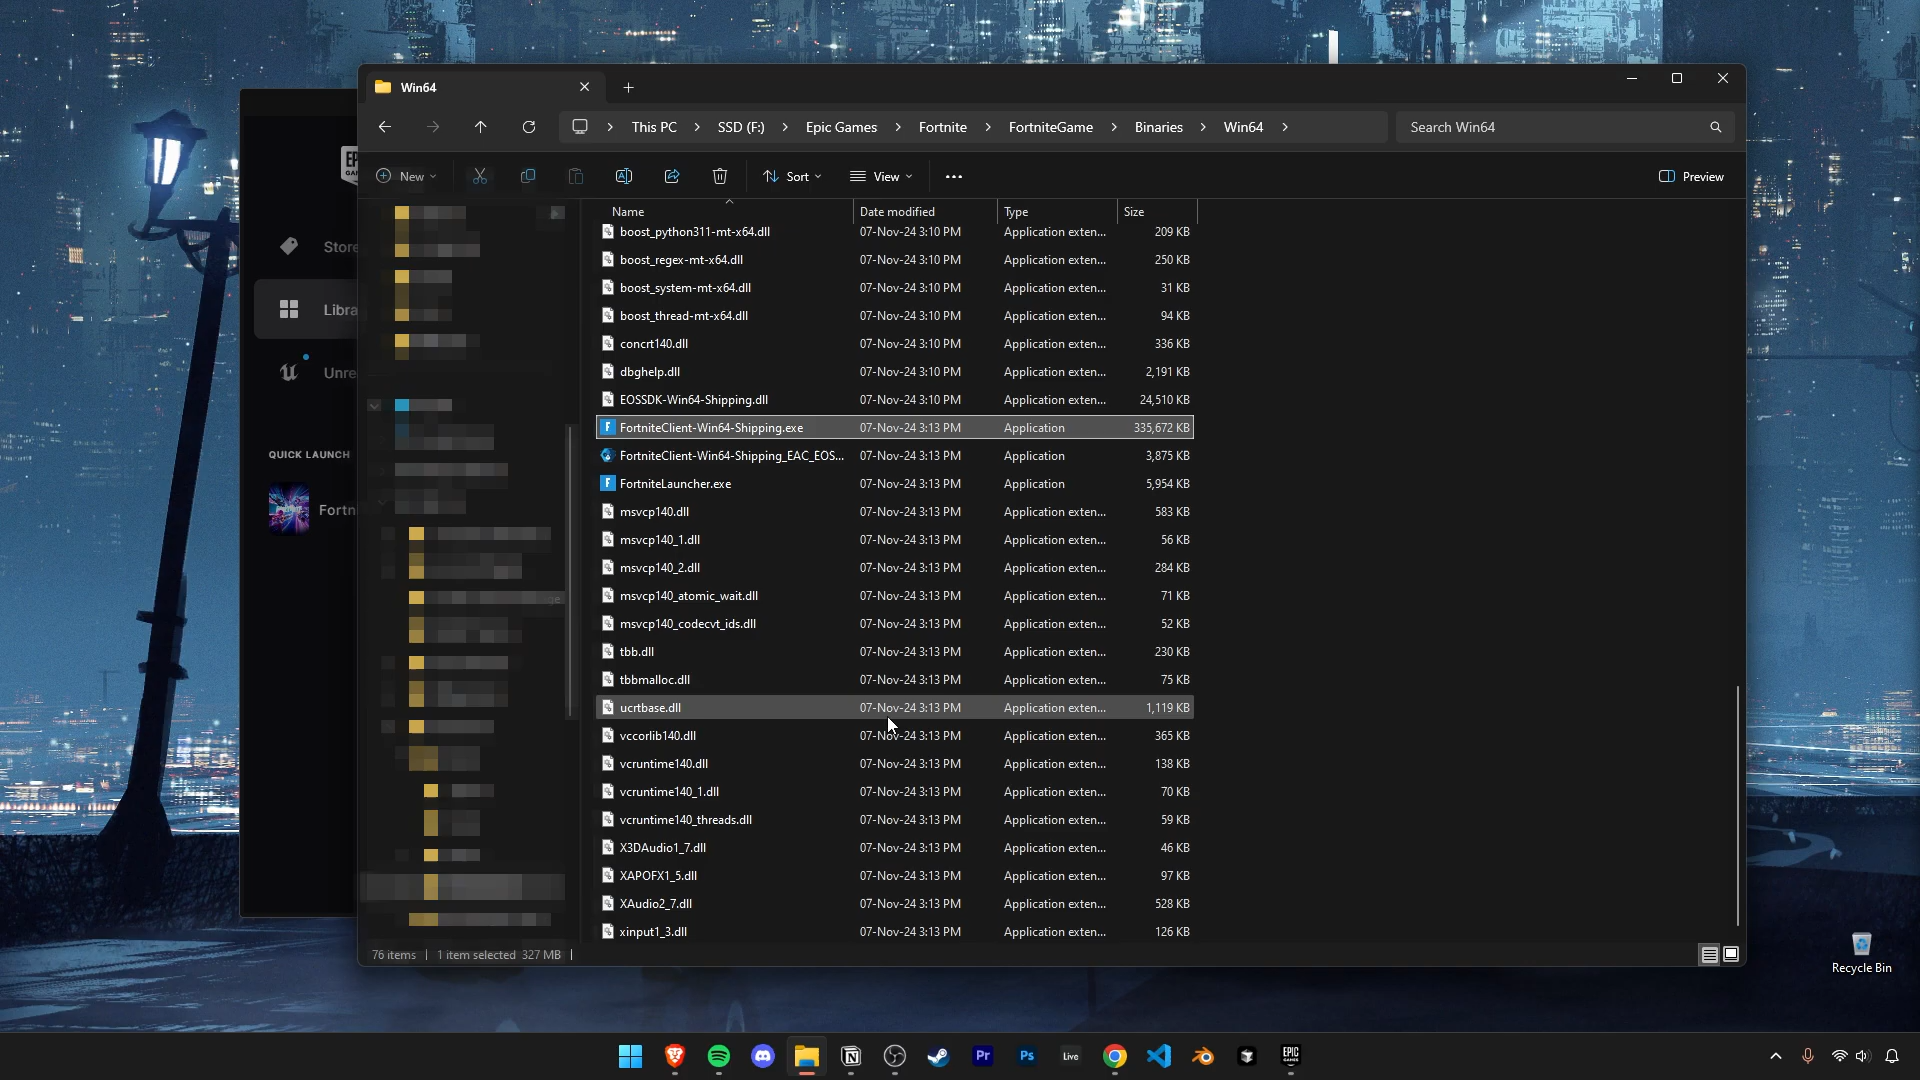 Win64
This PC > SSD (F:) > Epic Games > Fortnite > FortniteGame > Binaries > Win64 >
Search Win64
New
Sort
View
Preview
Store
Libra
Unre
QUICK LAUNCH
Fortn
Name Date modified Type Size
boost_python311-mt-x64.dll 07-Nov-24 3:10 PM Application exten... 209 KB
boost_regex-mt-x64.dll 07-Nov-24 3:10 PM Application exten... 250 KB
boost_system-mt-x64.dll 07-Nov-24 3:10 PM Application exten... 31 KB
boost_thread-mt-x64.dll 07-Nov-24 3:10 PM Application exten... 94 KB
concrt140.dll 07-Nov-24 3:10 PM Application exten... 336 KB
dbghelp.dll 07-Nov-24 3:10 PM Application exten... 2,191 KB
EOSSDK-Win64-Shipping.dll 07-Nov-24 3:10 PM Application exten... 24,510 KB
FortniteClient-Win64-Shipping.exe 07-Nov-24 3:13 PM Application 335,672 KB
FortniteClient-Win64-Shipping_EAC_EOS... 07-Nov-24 3:13 PM Application 3,875 KB
FortniteLauncher.exe 07-Nov-24 3:13 PM Application 5,954 KB
msvcp140.dll 07-Nov-24 3:13 PM Application exten... 583 KB
msvcp140_1.dll 07-Nov-24 3:13 PM Application exten... 56 KB
msvcp140_2.dll 07-Nov-24 3:13 PM Application exten... 284 KB
msvcp140_atomic_wait.dll 07-Nov-24 3:13 PM Application exten... 71 KB
msvcp140_codecvt_ids.dll 07-Nov-24 3:13 PM Application exten... 52 KB
tbb.dll 07-Nov-24 3:13 PM Application exten... 230 KB
tbbmalloc.dll 07-Nov-24 3:13 PM Application exten... 75 KB
ucrtbase.dll 07-Nov-24 3:13 PM Application exten... 1,119 KB
vccorlib140.dll 07-Nov-24 3:13 PM Application exten... 365 KB
vcruntime140.dll 07-Nov-24 3:13 PM Application exten... 138 KB
vcruntime140_1.dll 07-Nov-24 3:13 PM Application exten... 70 KB
vcruntime140_threads.dll 07-Nov-24 3:13 PM Application exten... 59 KB
X3DAudio1_7.dll 07-Nov-24 3:13 PM Application exten... 46 KB
XAPOFX1_5.dll 07-Nov-24 3:13 PM Application exten... 97 KB
XAudio2_7.dll 07-Nov-24 3:13 PM Application exten... 528 KB
xinput1_3.dll 07-Nov-24 3:13 PM Application exten... 126 KB
76 items | 1 item selected 327 MB |
Recycle Bin
Pr
Ps
Live
EPIC
GAMES